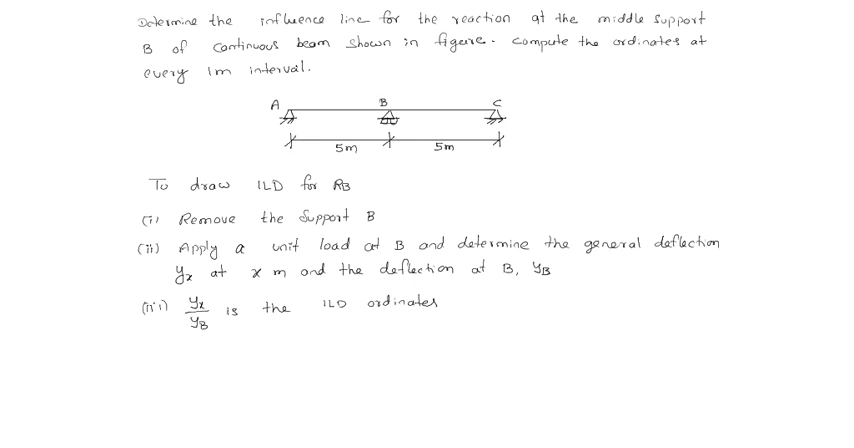 Determine the influence line for the reaction at the middle support
B of continuous beam shown in figure. compute the ordinates at
every 1m interval.
A B C
5m 5m
To draw ILD for RB
(i) Remove the support B
(ii) Apply a unit load at B and determine the general deflection
yx at x m and the deflection at B, yB
(iii) yx/yB is the ILD ordinates